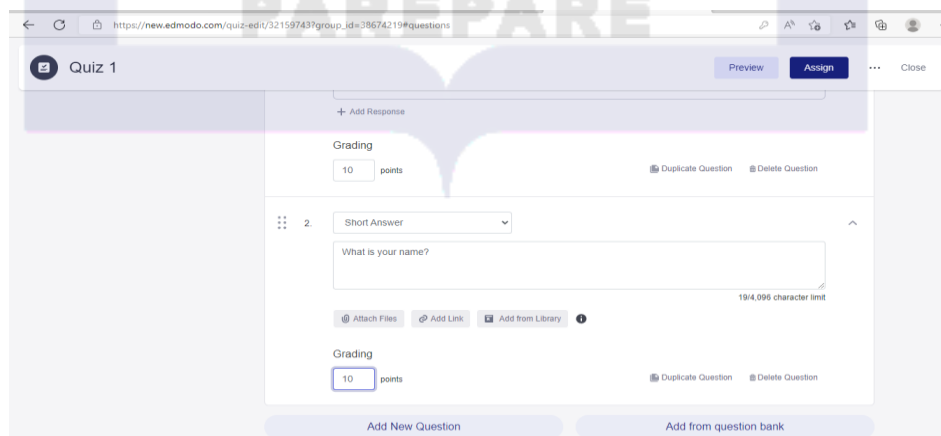 PAREPARE
https://new.edmodo.com/quiz-edit/32159743?group_id=38674219#questions
Quiz 1
Preview
Assign
Close
Add Response
Grading
10 points
Duplicate Question Delete Question
2. Short Answer
What is your name?
19/4,096 character limit
Attach Files Add Link Add from Library
Grading
10 points
Duplicate Question Delete Question
Add New Question Add from question bank